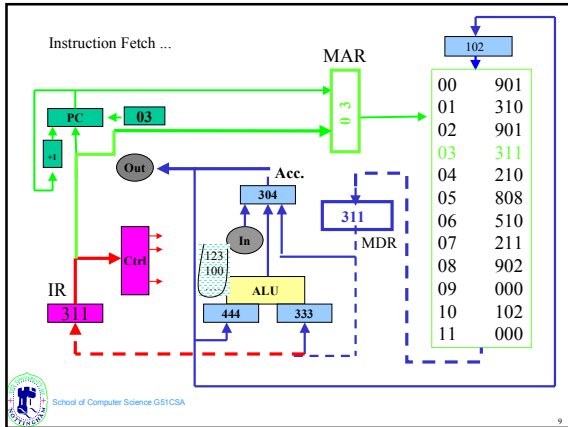 Instruction Fetch ...
102
MAR
03
PC
03
+1
Out
Acc.
304
In
311
MDR
123
100
Ctrl
ALU
IR
311
444
333
00 901
01 310
02 901
03 311
04 210
05 808
06 510
07 211
08 902
09 000
10 102
11 000
School of Computer Science G51CSA
9
NOTTINGHAM